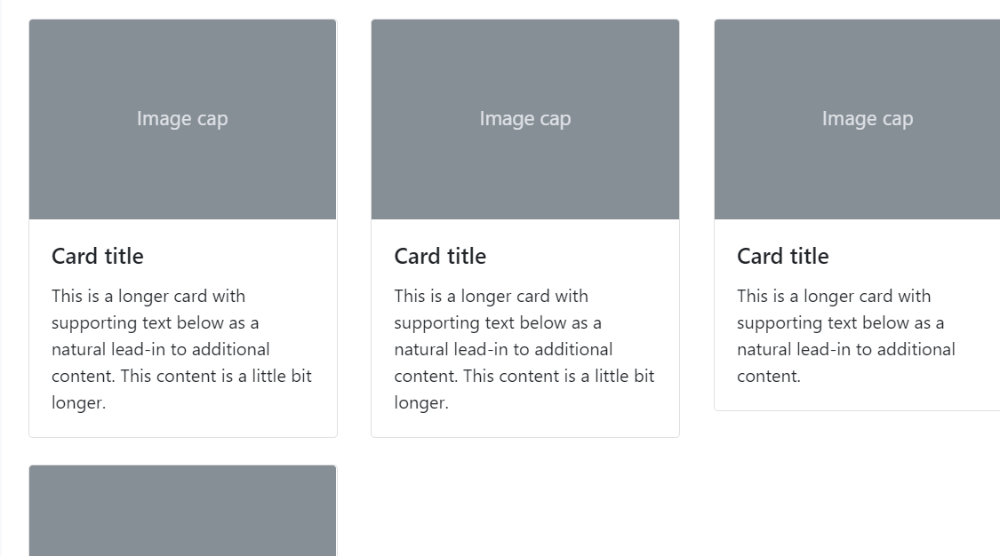 Image cap
Card title
This is a longer card with
supporting text below as a
natural lead-in to additional
content. This content is a little bit
longer.
Image cap
Card title
This is a longer card with
supporting text below as a
natural lead-in to additional
content. This content is a little bit
longer.
Image cap
Card title
This is a longer card with
supporting text below as a
natural lead-in to additional
content.